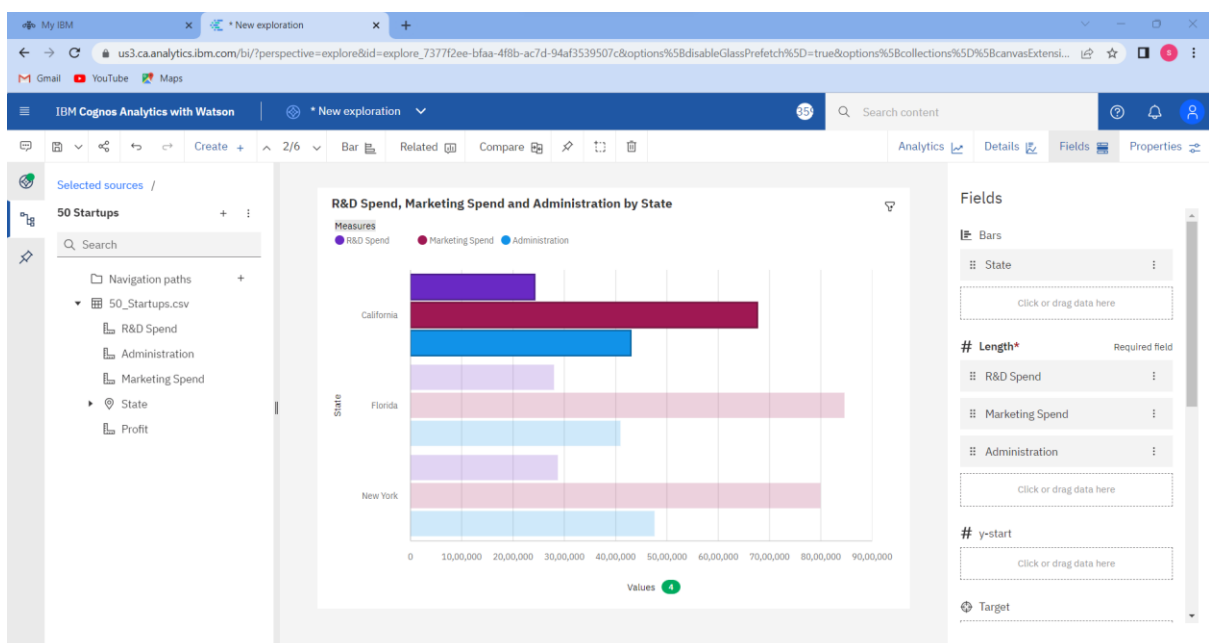 My IBM
* New exploration
us3.ca.analytics.ibm.com/bi/?perspective=explore&id=explore_7377f2ee-bfaa-4f8b-ac7d-94af3539507c&options%5BdisableGlassPrefetch%5D=true&options%5Bcollections%5D%5BcanvasExtensi...
S
Gmail YouTube Maps
IBM Cognos Analytics with Watson
* New exploration
Search content
Create + 2/6 Bar Related Compare Analytics Details Fields Properties
Selected sources /
50 Startups
Search
Navigation paths
50_Startups.csv
R&D Spend
Administration
Marketing Spend
State
Profit
R&D Spend, Marketing Spend and Administration by State
Measures
R&D Spend Marketing Spend Administration
State
California
Florida
New York
0 10,00,000 20,00,000 30,00,000 40,00,000 50,00,000 60,00,000 70,00,000 80,00,000 90,00,000
Values 4
Fields
Bars
State
Click or drag data here
# Length* Required field
R&D Spend
Marketing Spend
Administration
Click or drag data here
# y-start
Click or drag data here
Target